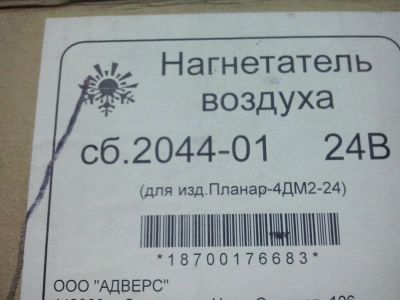 Нагнетатель
воздуха
сб.2044-01 24В
(для изд.Планар-4ДМ2-24)
*18700176683*
ООО "АДВЕРС"